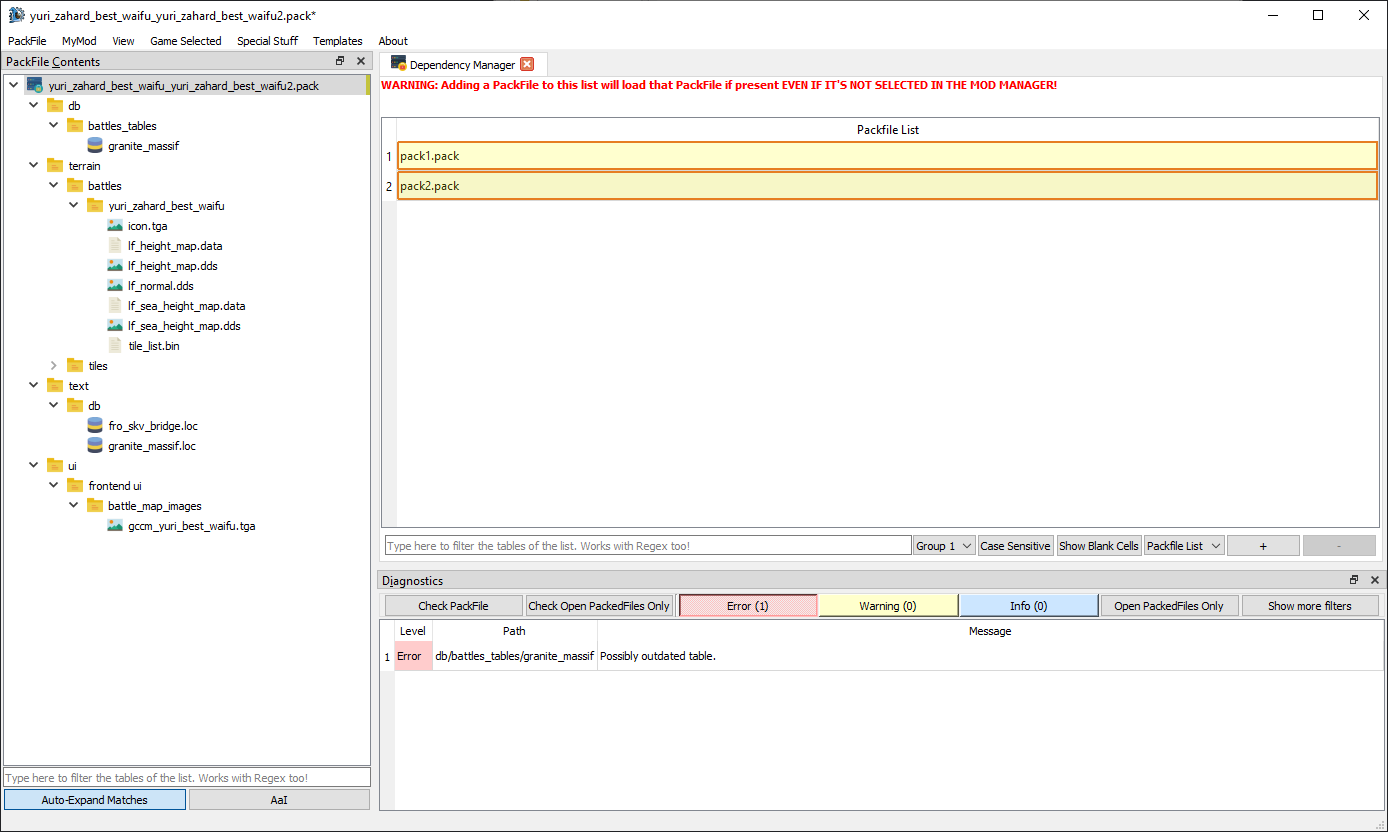 yuri_zahard_best_waifu_yuri_zahard_best_waifu2.pack*
PackFile MyMod View Game Selected Special Stuff Templates About
PackFile Contents
yuri_zahard_best_waifu_yuri_zahard_best_waifu2.pack
db
battles_tables
granite_massif
terrain
battles
yuri_zahard_best_waifu
icon.tga
lf_height_map.data
lf_height_map.dds
lf_normal.dds
lf_sea_height_map.data
lf_sea_height_map.dds
tile_list.bin
tiles
text
db
fro_skv_bridge.loc
granite_massif.loc
ui
frontend ui
battle_map_images
gccm_yuri_best_waifu.tga
Type here to filter the tables of the list. Works with Regex too!
Auto-Expand Matches AaI
Dependency Manager
WARNING: Adding a PackFile to this list will load that PackFile if present EVEN IF IT'S NOT SELECTED IN THE MOD MANAGER!
Packfile List
1 pack1.pack
2 pack2.pack
Type here to filter the tables of the list. Works with Regex too! Group 1 Case Sensitive Show Blank Cells Packfile List + -
Diagnostics
Check PackFile Check Open PackedFiles Only Error (1) Warning (0) Info (0) Open PackedFiles Only Show more filters
Level Path Message
1 Error db/battles_tables/granite_massif Possibly outdated table.